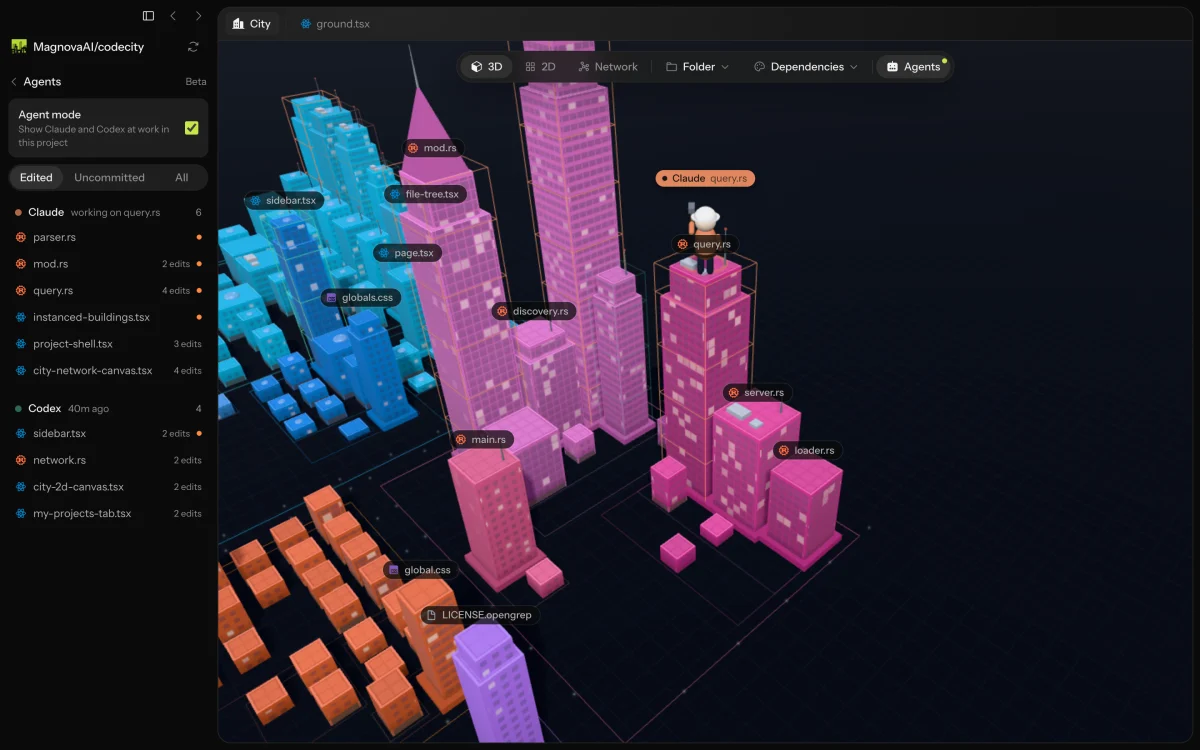 City
ground.tsx
MagnovaAI/codecity
Agents
Beta
Agent mode
Show Claude and Codex at work in
this project
Edited
Uncommitted
All
Claude working on query.rs 6
parser.rs
mod.rs 2 edits
query.rs 4 edits
instanced-buildings.tsx
project-shell.tsx 3 edits
city-network-canvas.tsx 4 edits
Codex 40m ago 4
sidebar.tsx 2 edits
network.rs 2 edits
city-2d-canvas.tsx 2 edits
my-projects-tab.tsx 2 edits
3D
2D
Network
Folder
Dependencies
Agents
mod.rs
Claude query.rs
file-tree.tsx
sidebar.tsx
query.rs
page.tsx
globals.css
discovery.rs
server.rs
main.rs
loader.rs
global.css
LICENSE.opengrep